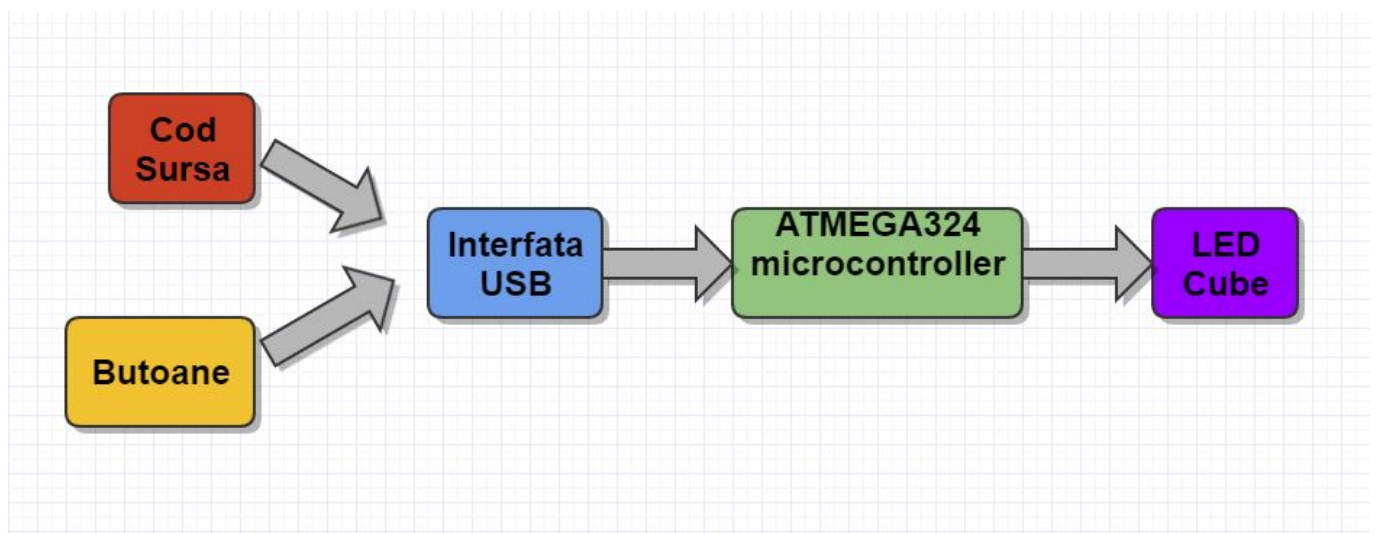 Cod
Sursa
Butoane
Interfata
USB
ATMEGA324
microcontroller
LED
Cube